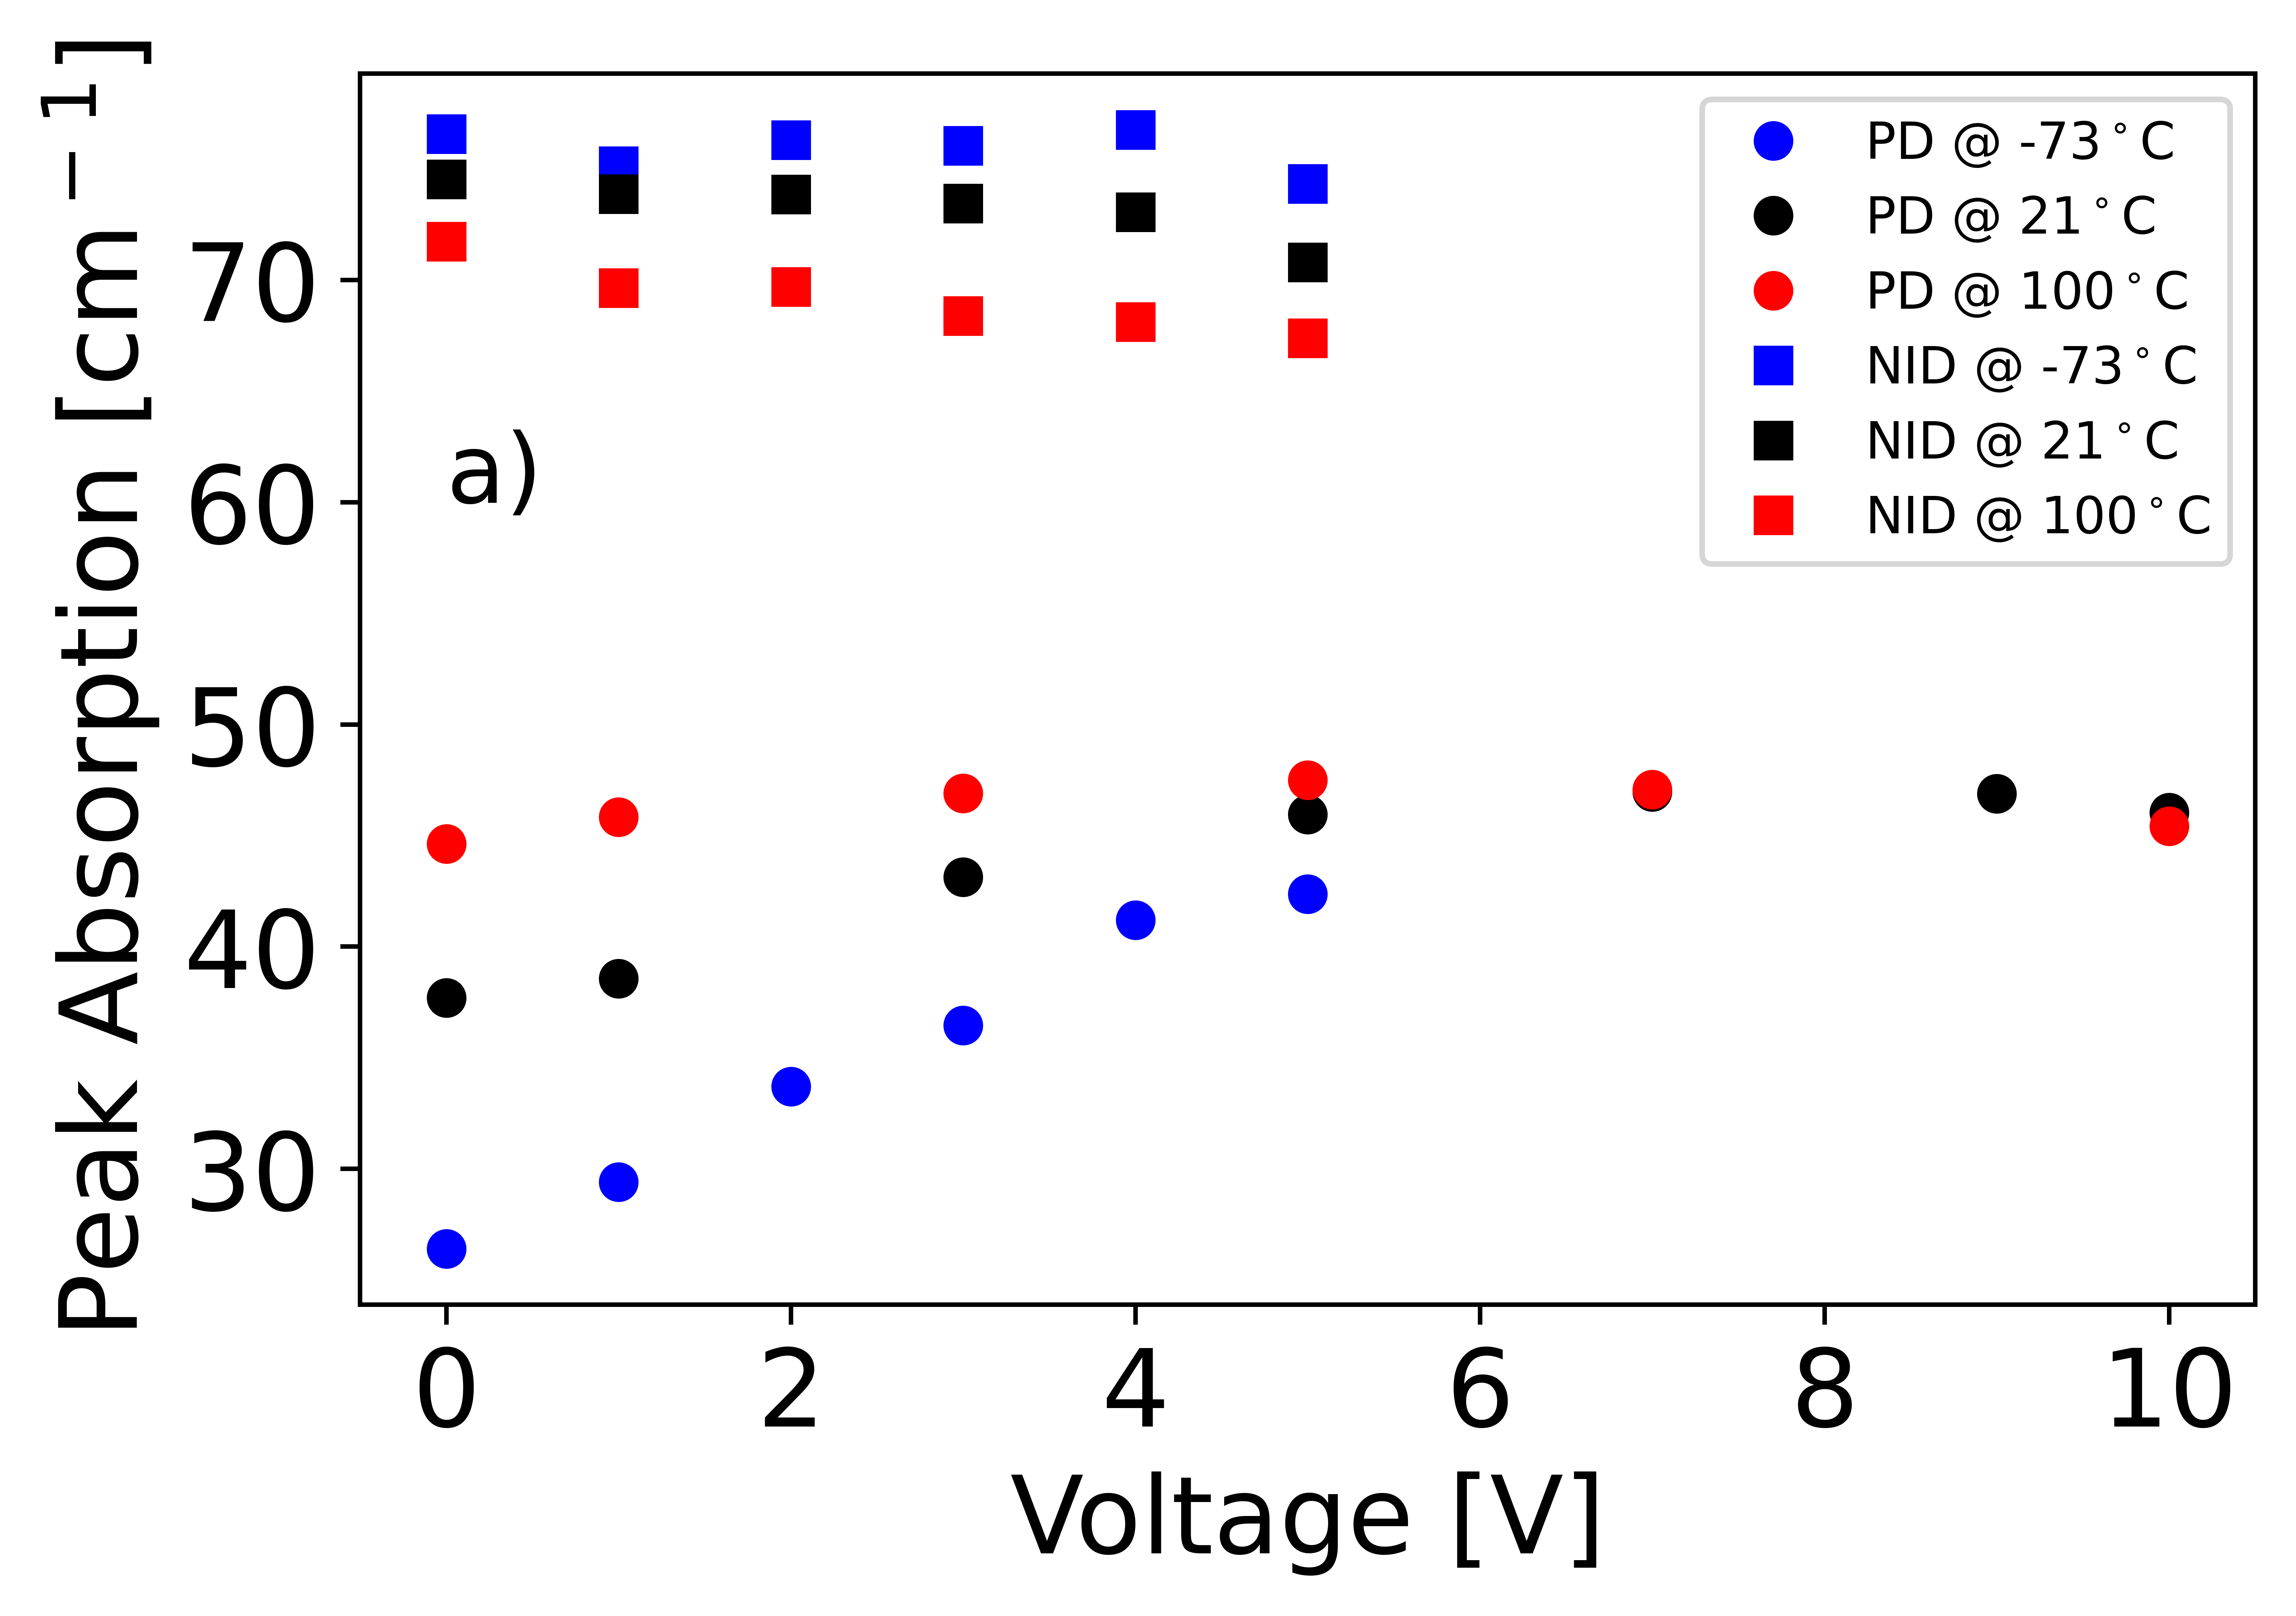 Peak Absorption [cm⁻¹]
70
60
50
40
30
a)
PD @ -73°C
PD @ 21°C
PD @ 100°C
NID @ -73°C
NID @ 21°C
NID @ 100°C
0 2 4 6 8 10
Voltage [V]